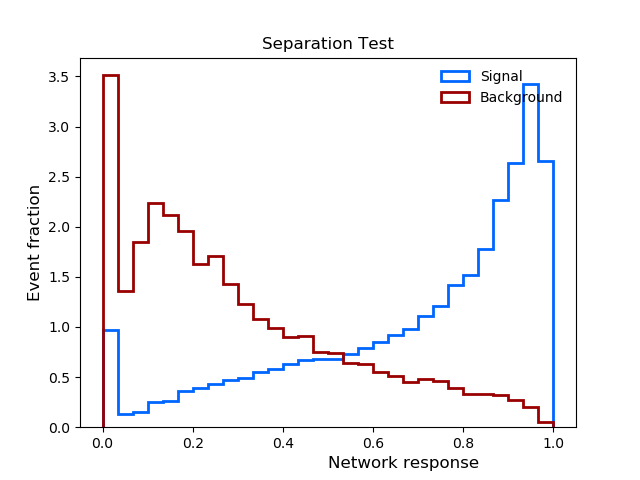 Separation Test
Signal
Background
Event fraction
3.5
3.0
2.5
2.0
1.5
1.0
0.5
0.0
0.0 0.2 0.4 0.6 0.8 1.0
Network response